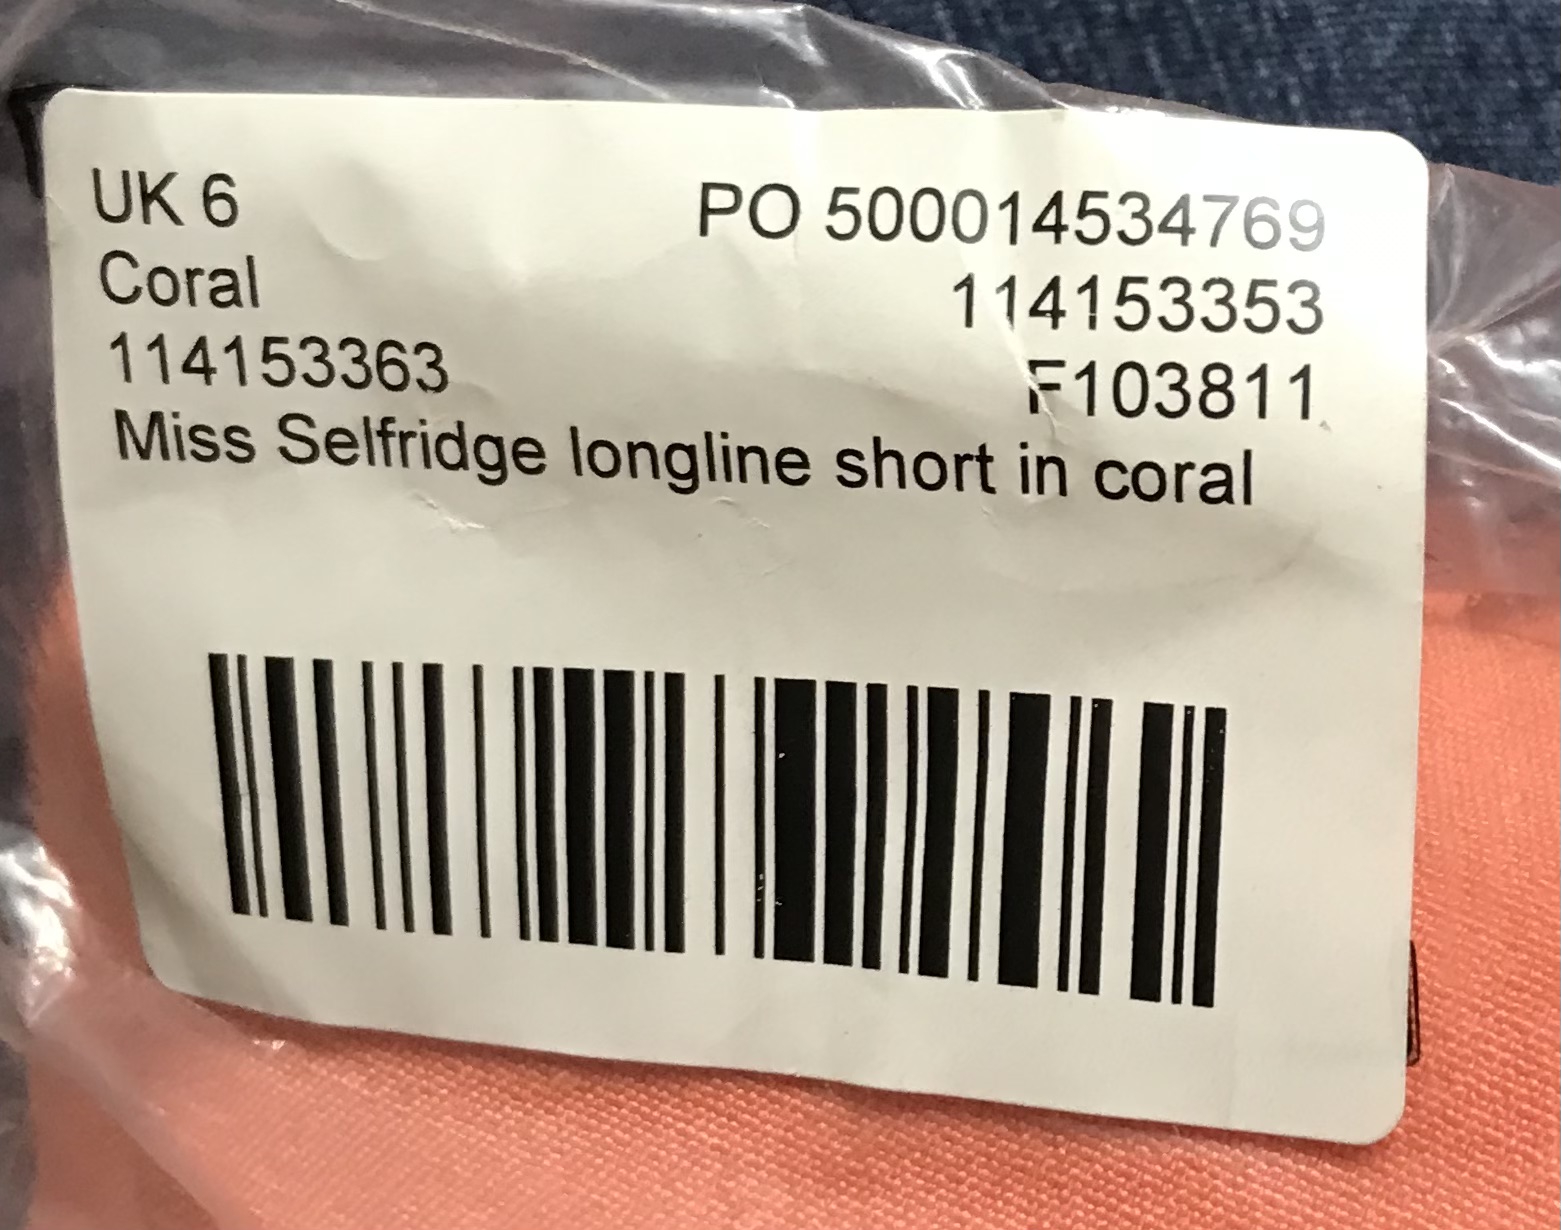 UK 6 PO 500014534769
Coral 114153353
114153363 F103811
Miss Selfridge longline short in coral